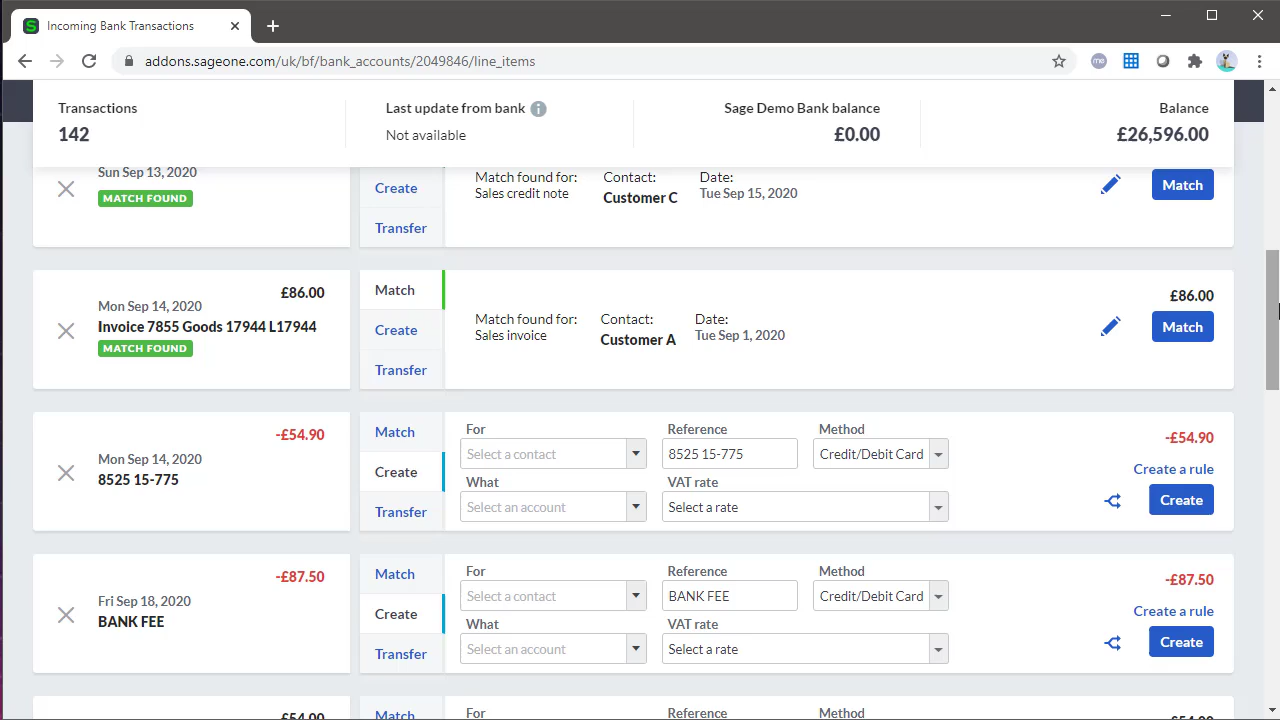 Incoming Bank Transactions
addons.sageone.com/uk/bf/bank_accounts/2049846/line_items
Transactions
142
Last update from bank
Not available
Sage Demo Bank balance
£0.00
Balance
£26,596.00
Sun Sep 13, 2020
MATCH FOUND
Create
Transfer
Match found for:
Sales credit note
Contact:
Customer C
Date:
Tue Sep 15, 2020
Match
£86.00
Mon Sep 14, 2020
Invoice 7855 Goods 17944 L17944
MATCH FOUND
Match
Create
Transfer
Match found for:
Sales invoice
Contact:
Customer A
Date:
Tue Sep 1, 2020
£86.00
Match
-£54.90
Mon Sep 14, 2020
8525 15-775
Match
Create
Transfer
For
Select a contact
Reference
8525 15-775
Method
Credit/Debit Card
What
Select an account
VAT rate
Select a rate
-£54.90
Create a rule
Create
-£87.50
Fri Sep 18, 2020
BANK FEE
Match
Create
Transfer
For
Select a contact
Reference
BANK FEE
Method
Credit/Debit Card
What
Select an account
VAT rate
Select a rate
-£87.50
Create a rule
Create
£54.00
Match
For
Reference
Method
£54.00